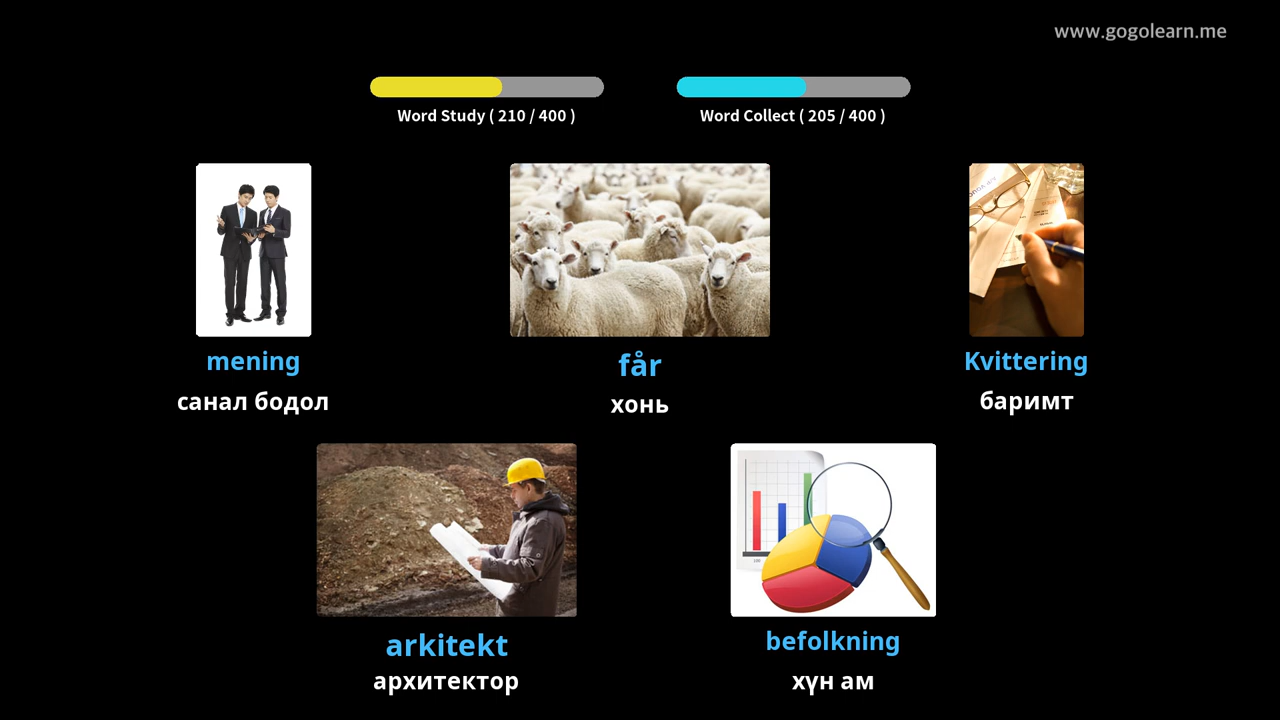 www.gogolearn.me
Word Study ( 210 / 400 )
Word Collect ( 205 / 400 )
mening
санал бодол
får
хонь
Kvittering
баримт
arkitekt
архитектор
befolkning
хүн ам